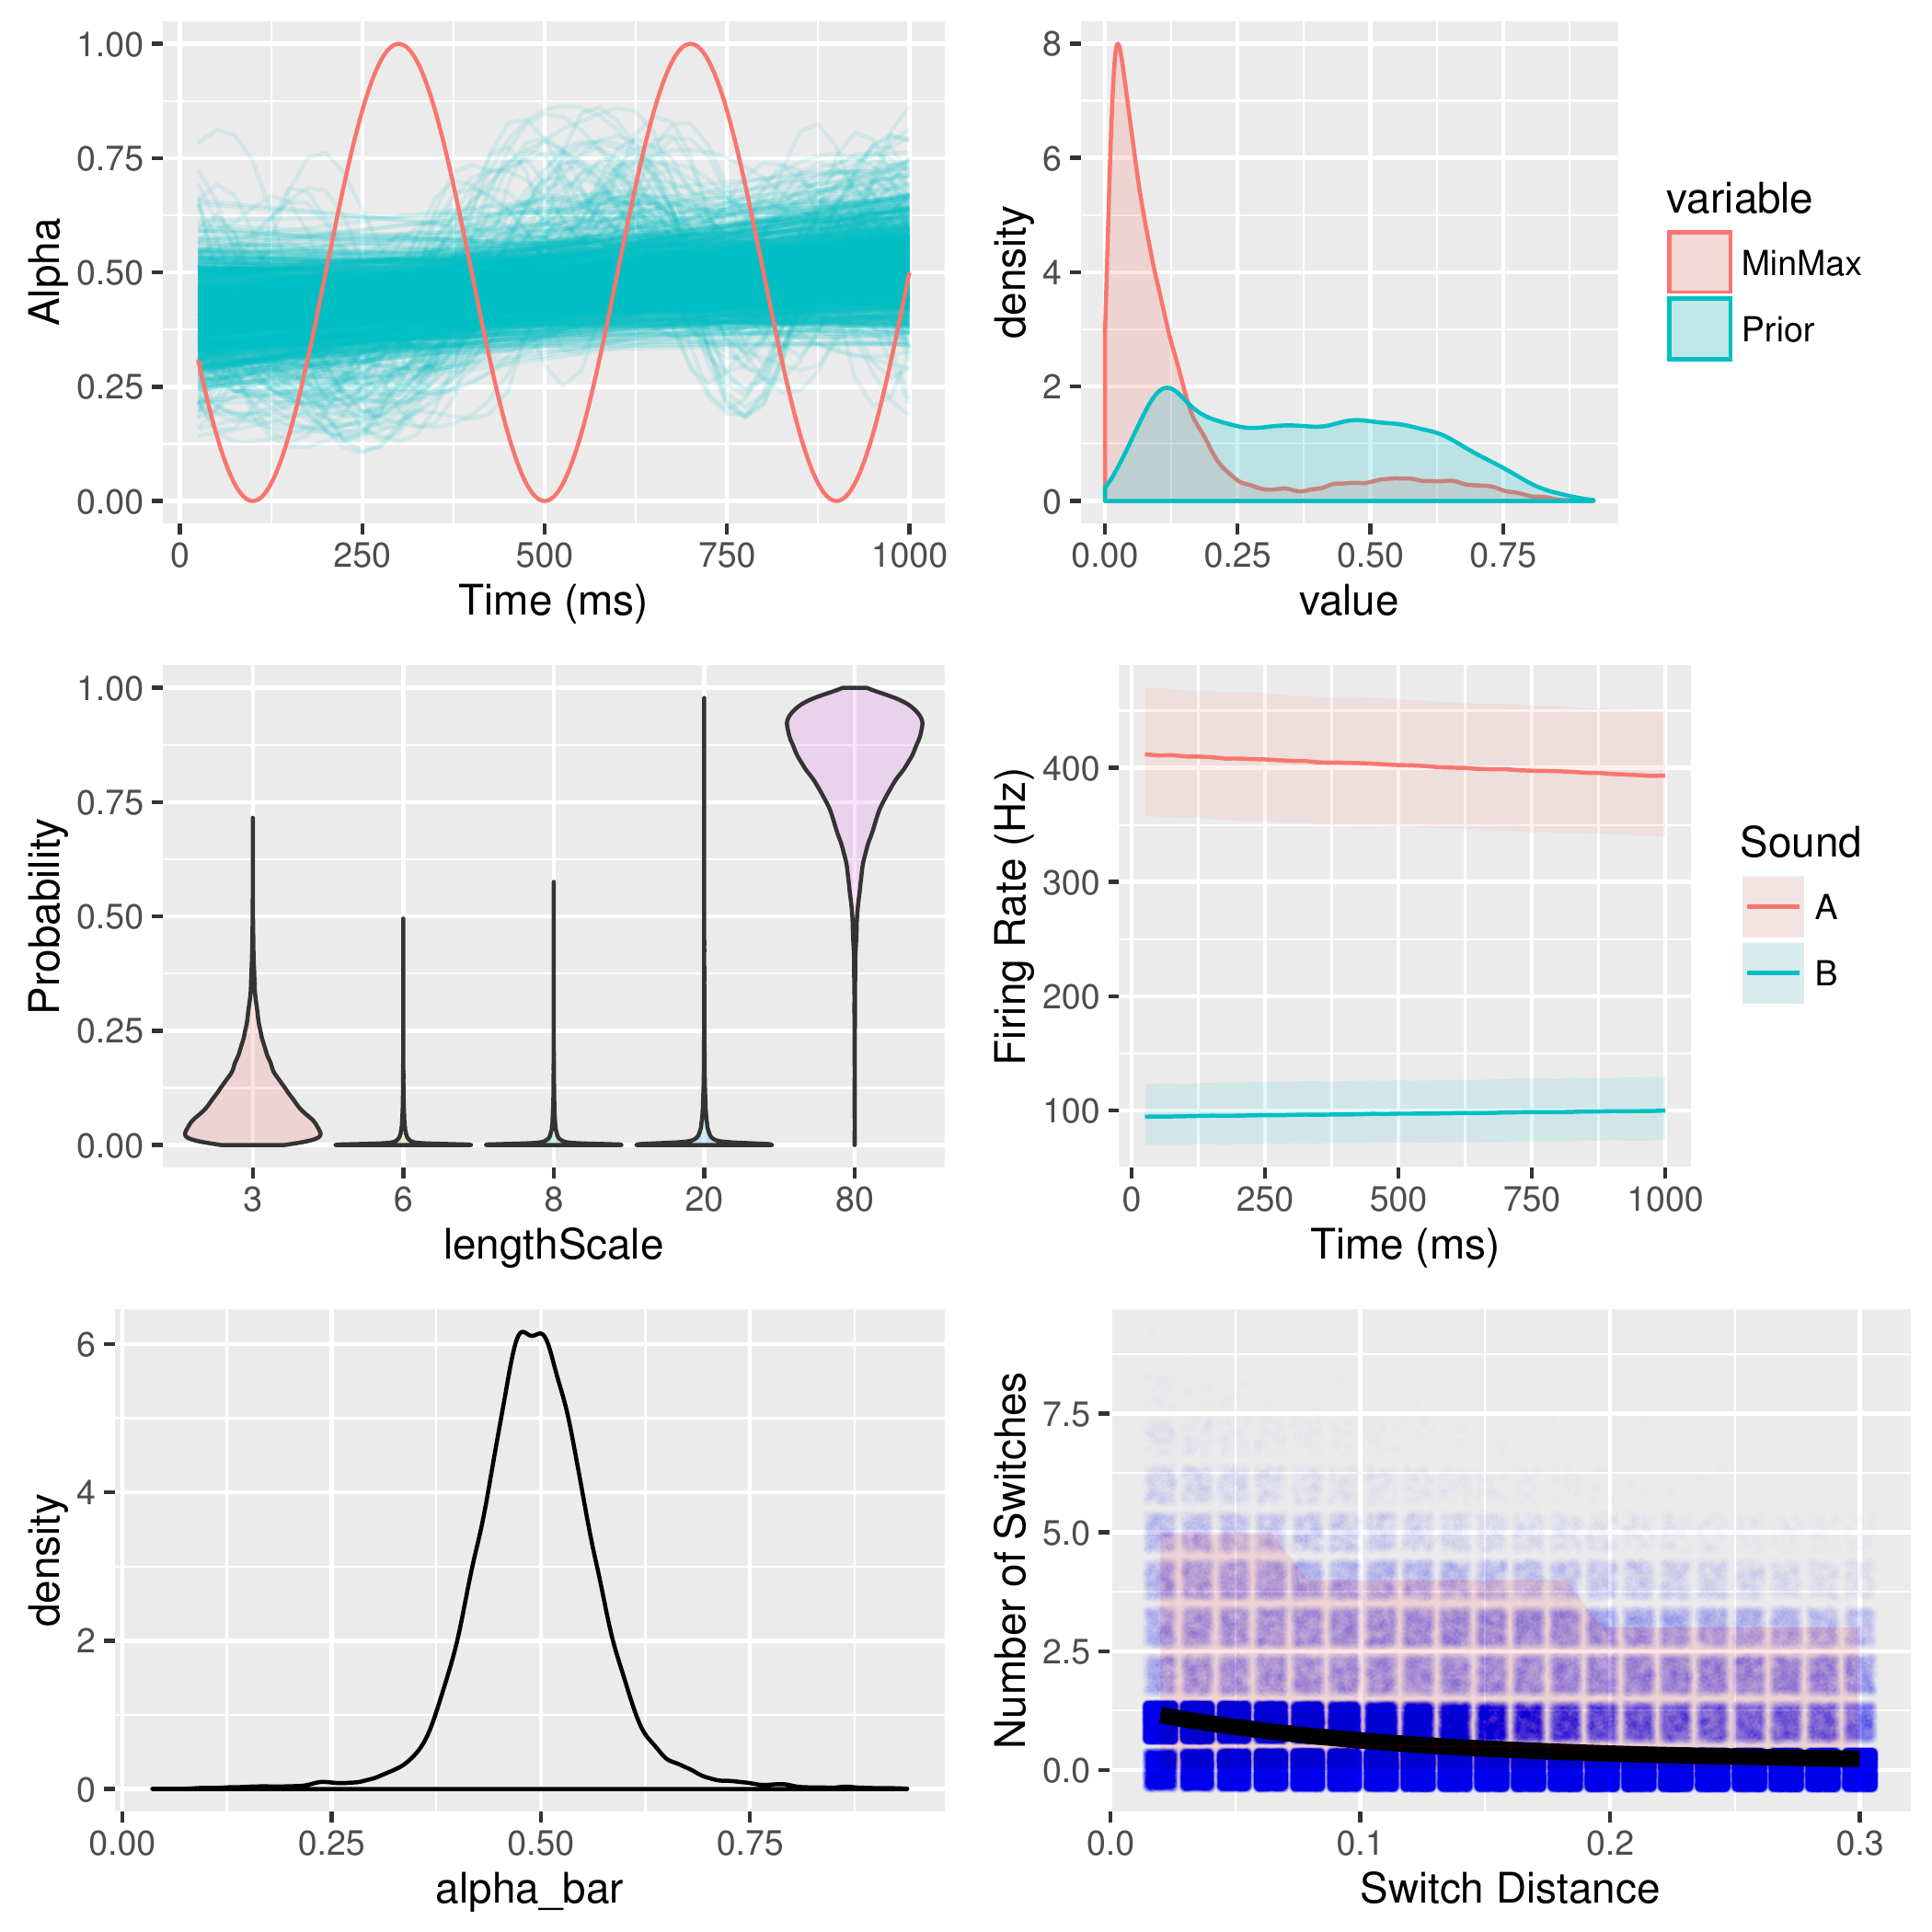 Alpha
1.00
0.75
0.50
0.25
0.00
0 250 500 750 1000
Time (ms)
density
8
6
4
2
0
0.00 0.25 0.50 0.75
value
variable
MinMax
Prior
Probability
1.00
0.75
0.50
0.25
0.00
3 6 8 20 80
lengthScale
Firing Rate (Hz)
400
300
200
100
0 250 500 750 1000
Time (ms)
Sound
A
B
density
6
4
2
0
0.00 0.25 0.50 0.75
alpha_bar
Number of Switches
7.5
5.0
2.5
0.0
0.0 0.1 0.2 0.3
Switch Distance